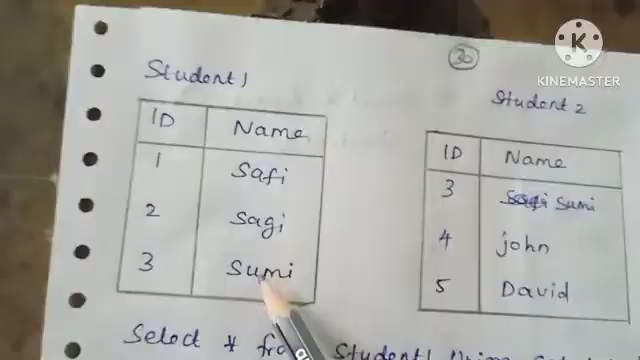 30
K
KINEMASTER
Student1
ID Name
1 Safi
2 Sagi
3 Sumi
Student 2
ID Name
3 Sumi
4 john
5 David
Select * Student1